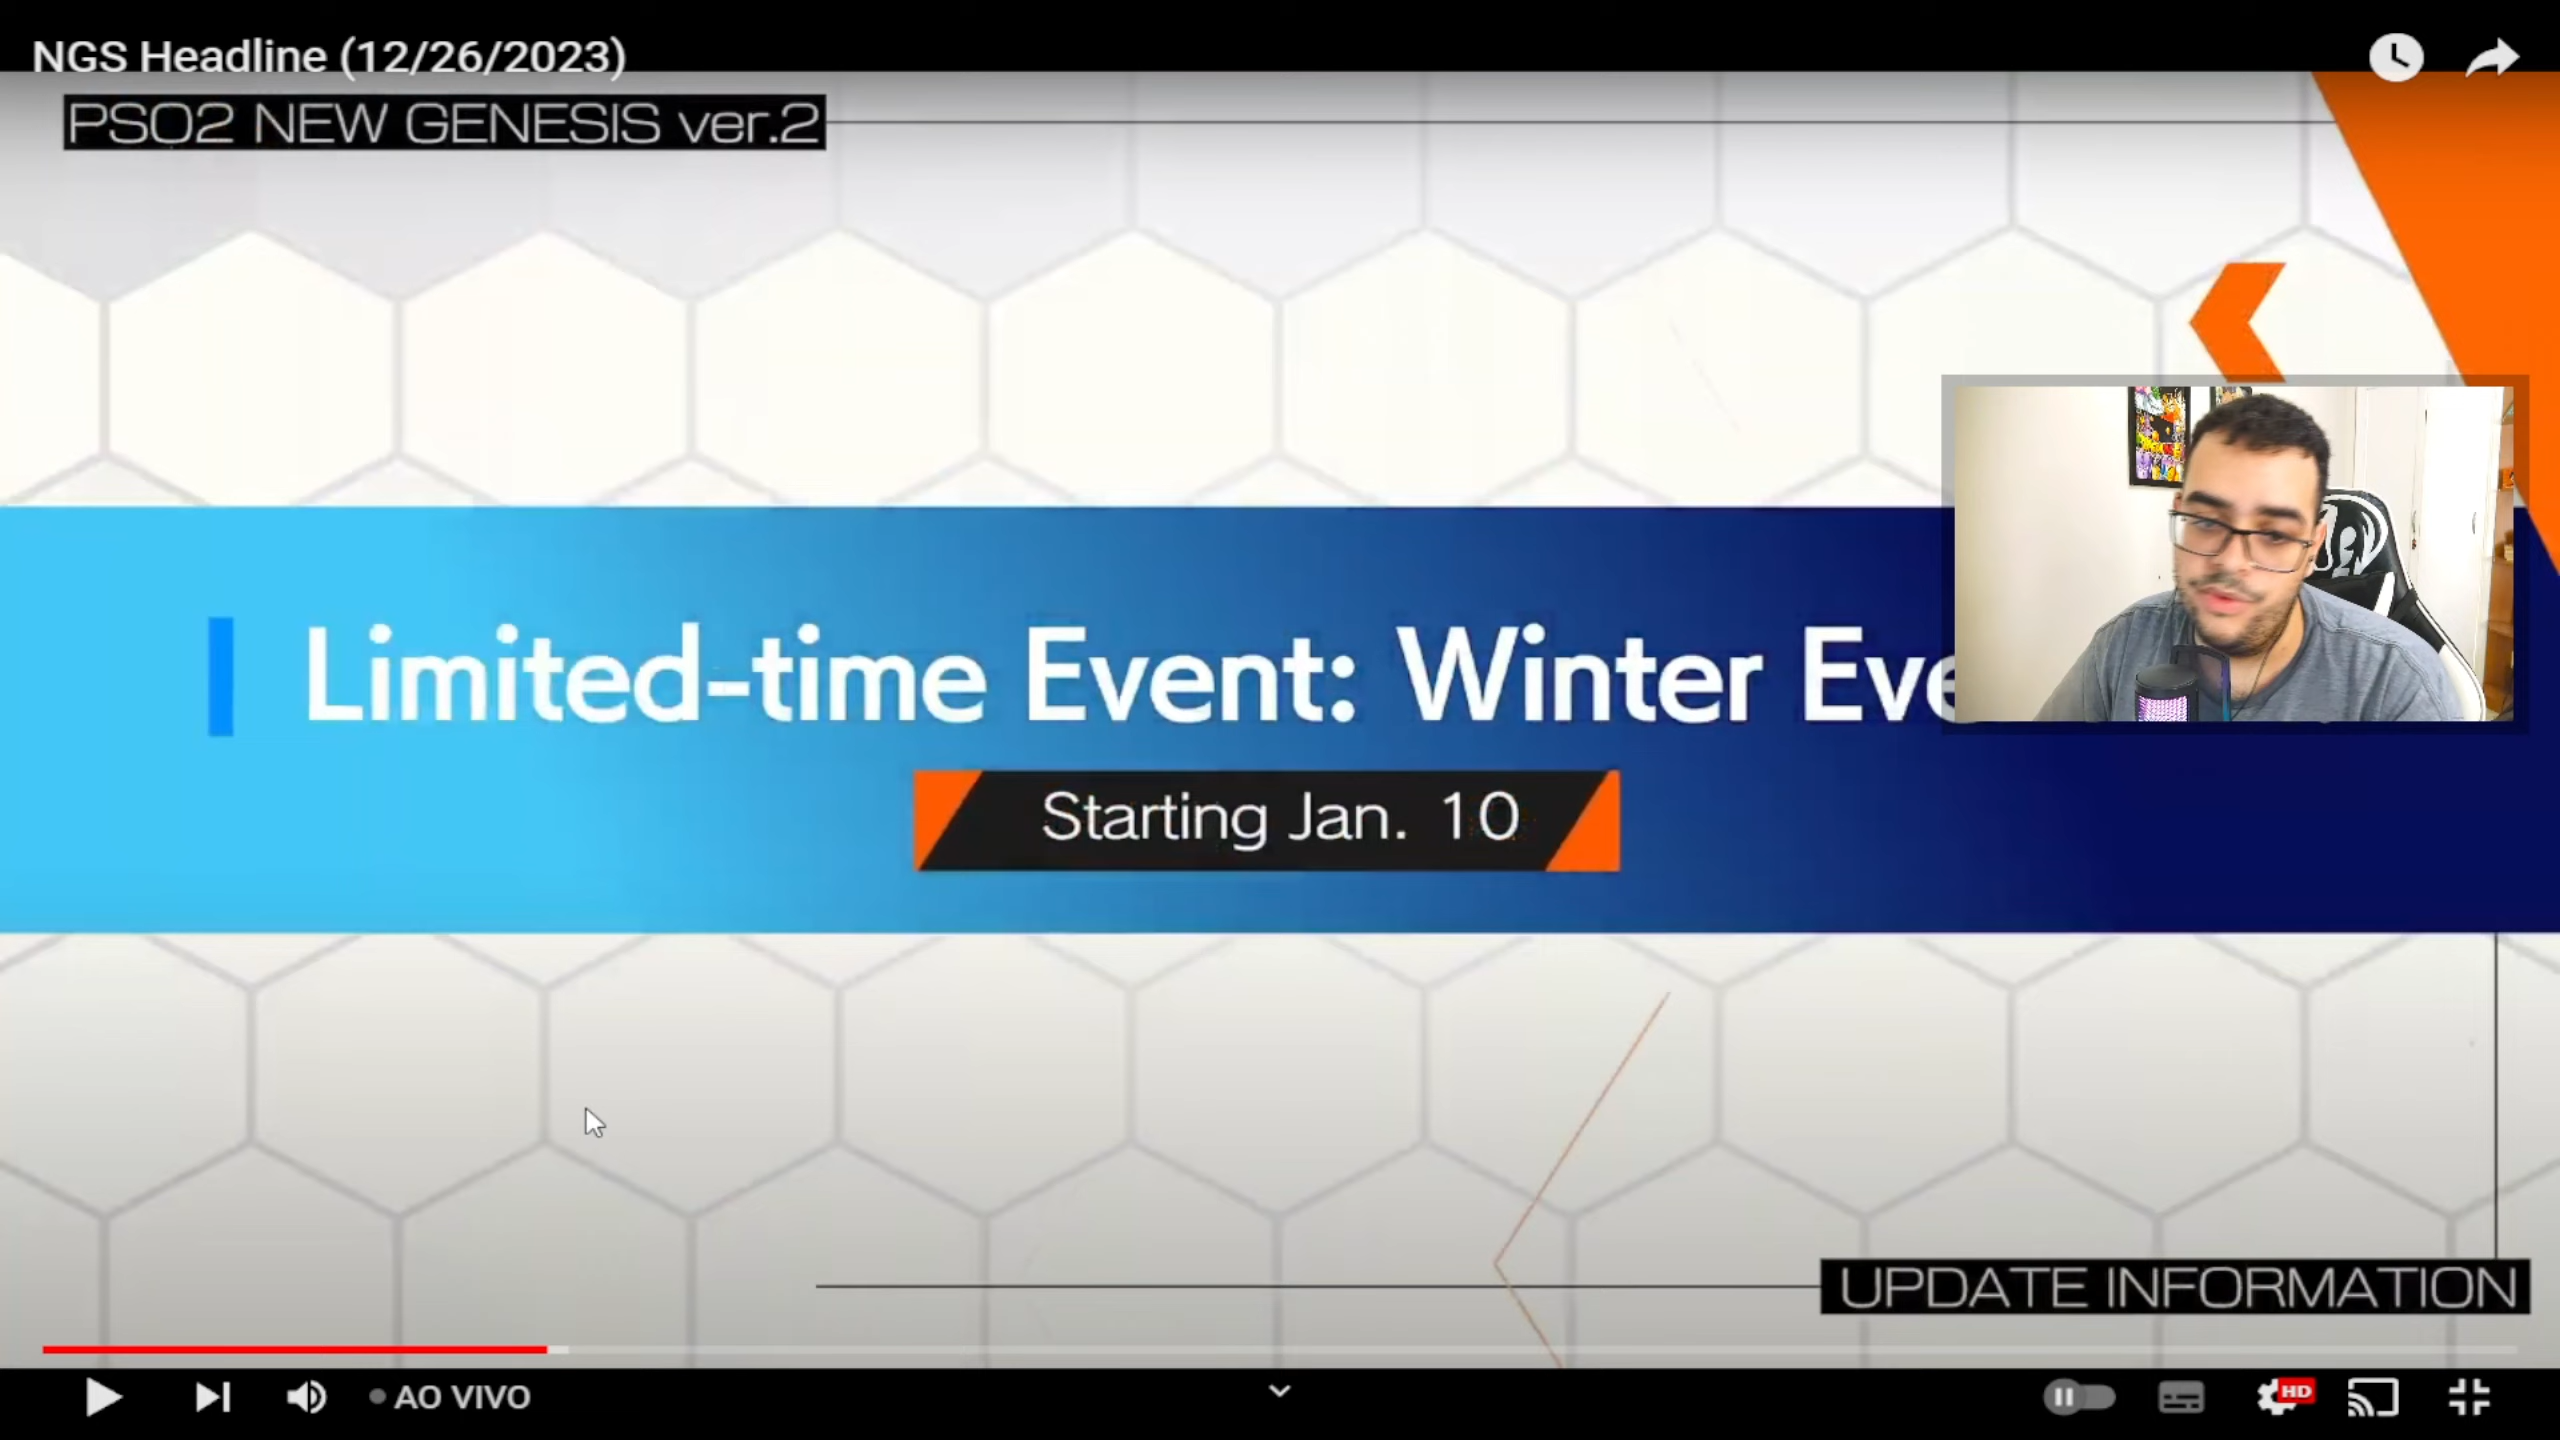 NGS Headline (12/26/2023)
PSO2 NEW GENESIS ver.2
Limited-time Event: Winter Eve
Starting Jan. 10
UPDATE INFORMATION
AO VIVO
HD